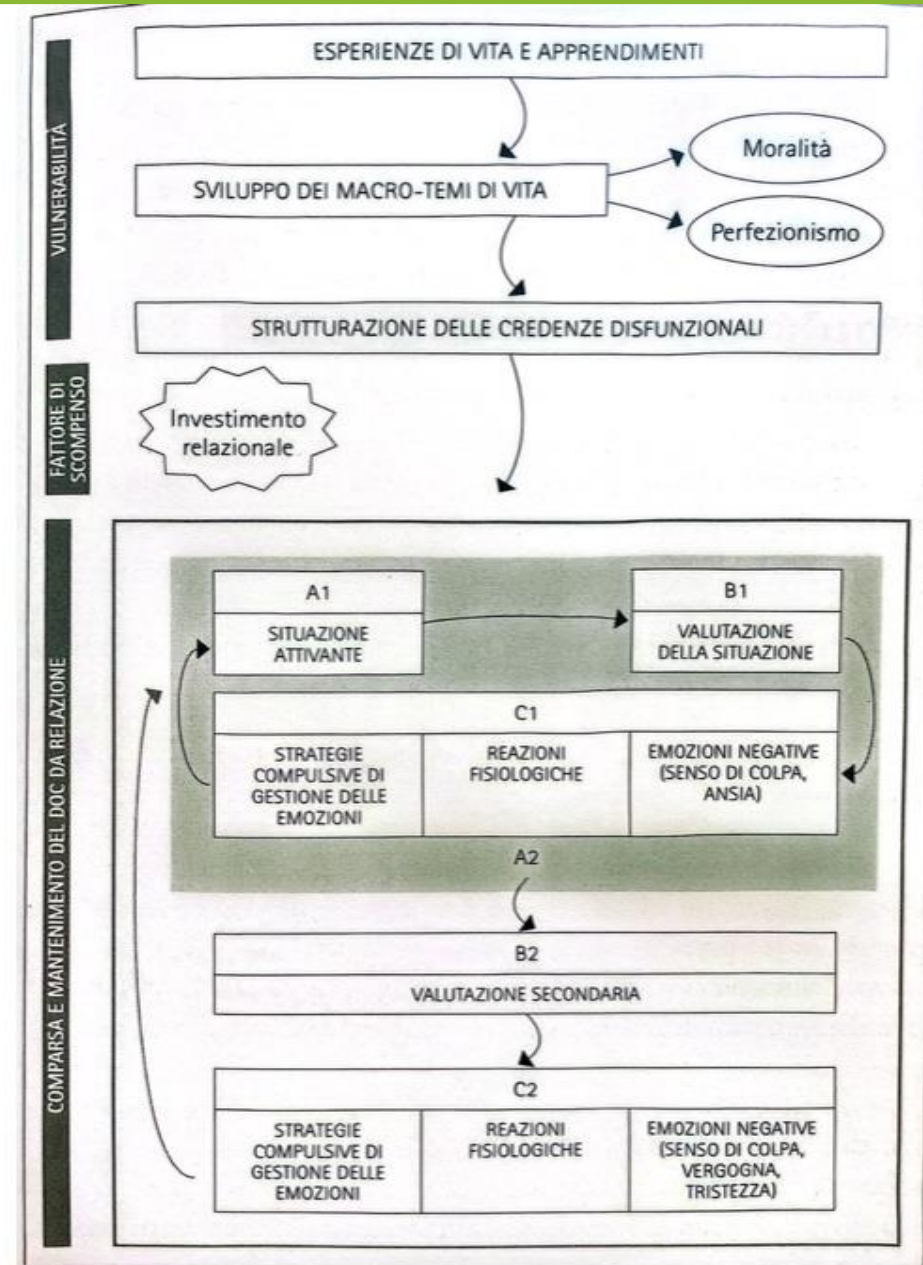 VULNERABILITÀ
ESPERIENZE DI VITA E APPRENDIMENTI
SVILUPPO DEI MACRO-TEMI DI VITA
Moralità
Perfezionismo
STRUTTURAZIONE DELLE CREDENZE DISFUNZIONALI
FATTORE DI
SCOMPENSO
Investimento
relazionale
COMPARSA E MANTENIMENTO DEL DOC DA RELAZIONE
A1
SITUAZIONE
ATTIVANTE
B1
VALUTAZIONE
DELLA SITUAZIONE
C1
STRATEGIE
COMPULSIVE DI
GESTIONE DELLE
EMOZIONI
REAZIONI
FISIOLOGICHE
EMOZIONI NEGATIVE
(SENSO DI COLPA,
ANSIA)
A2
B2
VALUTAZIONE SECONDARIA
C2
STRATEGIE
COMPULSIVE DI
GESTIONE DELLE
EMOZIONI
REAZIONI
FISIOLOGICHE
EMOZIONI NEGATIVE
(SENSO DI COLPA,
VERGOGNA,
TRISTEZZA)